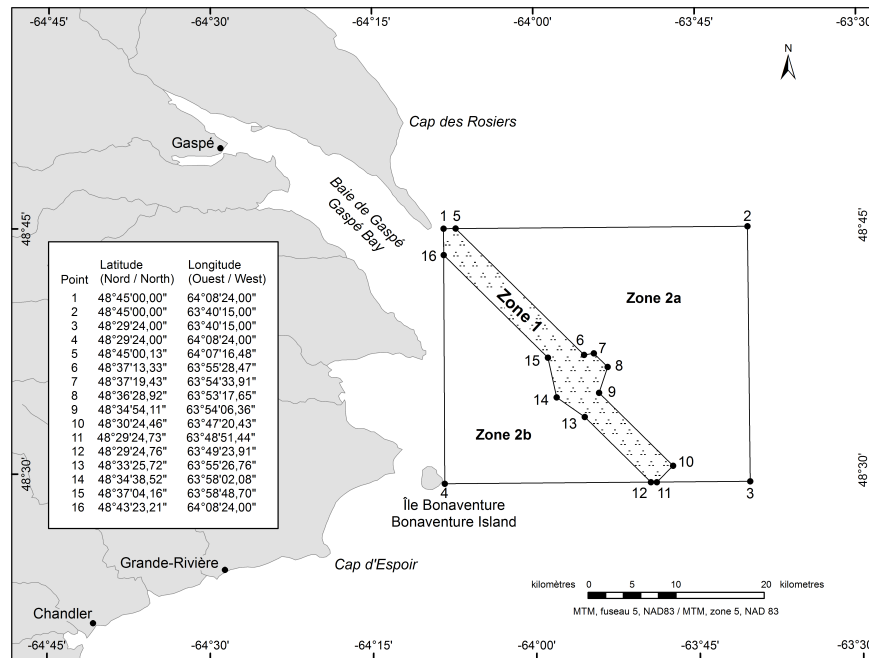 -64°45' -64°30' -64°15' -64°00' -63°45' -63°30'
N
Cap des Rosiers
Gaspé
Baie de Gaspé
Gaspé Bay
48°45' 48°45'
1 5 2
16
Zone 1
Zone 2a
6 7
15 8
14 9
13
Zone 2b
10
48°30' 48°30'
4 12 11 3
Latitude Longitude
Point (Nord / North) (Ouest / West)
1 48°45'00,00" 64°08'24,00"
2 48°45'00,00" 63°40'15,00"
3 48°29'24,00" 63°40'15,00"
4 48°29'24,00" 64°08'24,00"
5 48°45'00,13" 64°07'16,48"
6 48°37'13,33" 63°55'28,47"
7 48°37'19,43" 63°54'33,91"
8 48°36'28,92" 63°53'17,65"
9 48°34'54,11" 63°54'06,36"
10 48°30'24,46" 63°47'20,43"
11 48°29'24,73" 63°48'51,44"
12 48°29'24,76" 63°49'23,91"
13 48°33'25,72" 63°55'26,76"
14 48°34'38,52" 63°58'02,08"
15 48°37'04,16" 63°58'48,70"
16 48°43'23,21" 64°08'24,00"
Île Bonaventure
Bonaventure Island
Cap d'Espoir
Grande-Rivière
Chandler
kilomètres 0 5 10 20 kilometres
MTM, fuseau 5, NAD83 / MTM, zone 5, NAD 83
-64°45' -64°30' -64°15' -64°00' -63°45' -63°30'